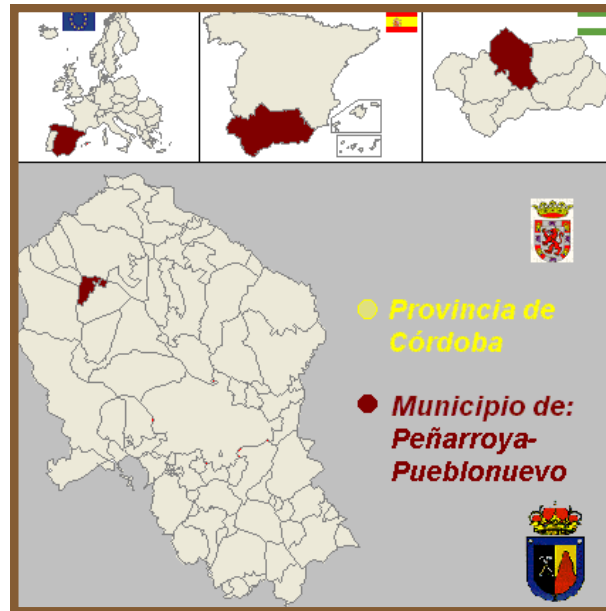 Provincia de
Córdoba
Municipio de:
Peñarroya-
Pueblonuevo